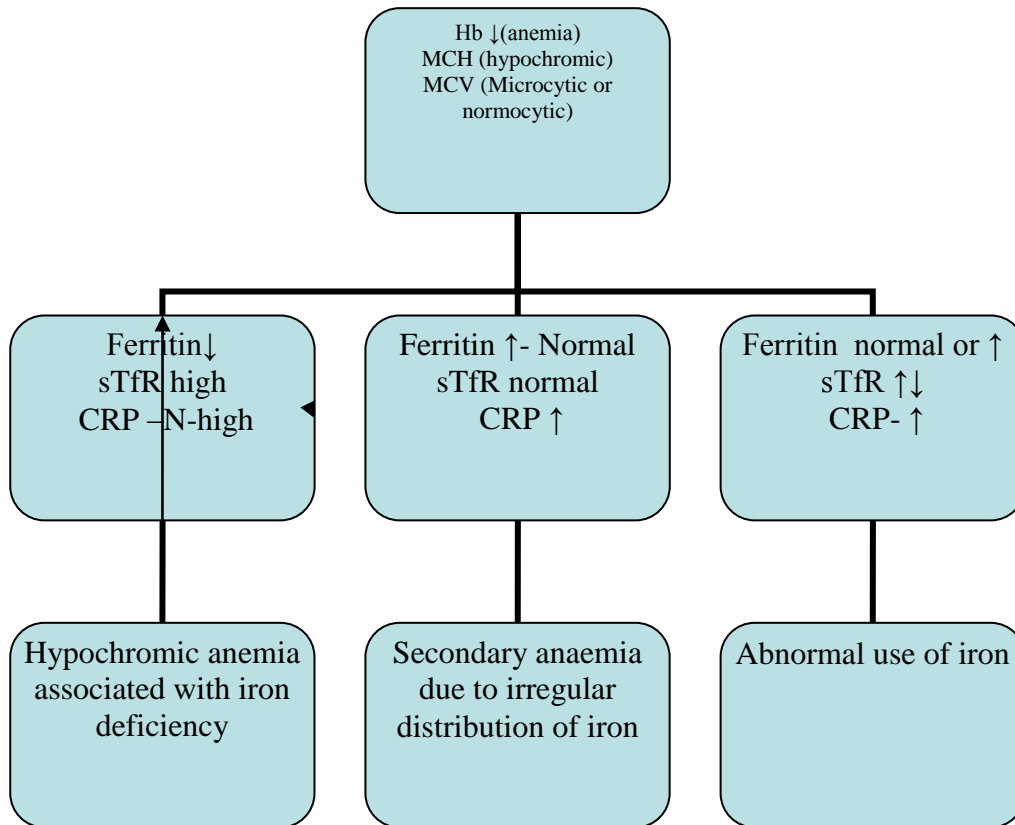 Hb ↓(anemia)
MCH (hypochromic)
MCV (Microcytic or
normocytic)
Ferritin↓
sTfR high
CRP –N-high
Ferritin ↑- Normal
sTfR normal
CRP ↑
Ferritin  normal or ↑
sTfR ↑↓
CRP- ↑
Hypochromic anemia
associated with iron
deficiency
Secondary anaemia
due to irregular
distribution of iron
Abnormal use of iron